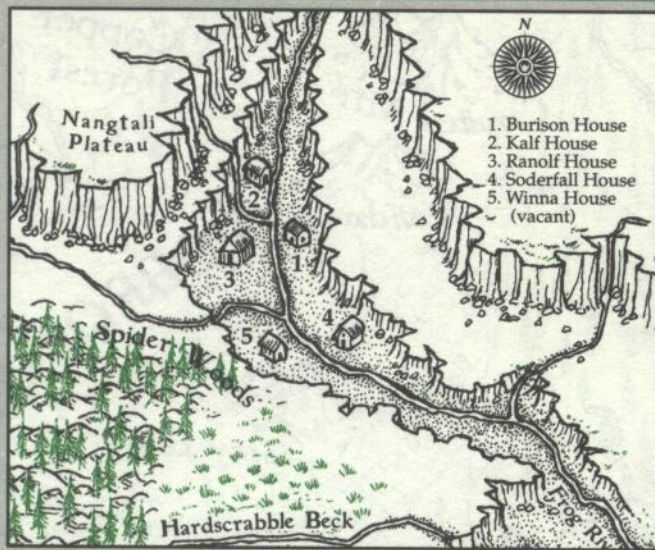 N
Nangtali
Plateau
1. Burison House
2. Kalf House
3. Ranolf House
4. Soderfall House
5. Winna House
(vacant)
2
1
3
4
5
Spider Woods
Hardscrabble Beck
Frog